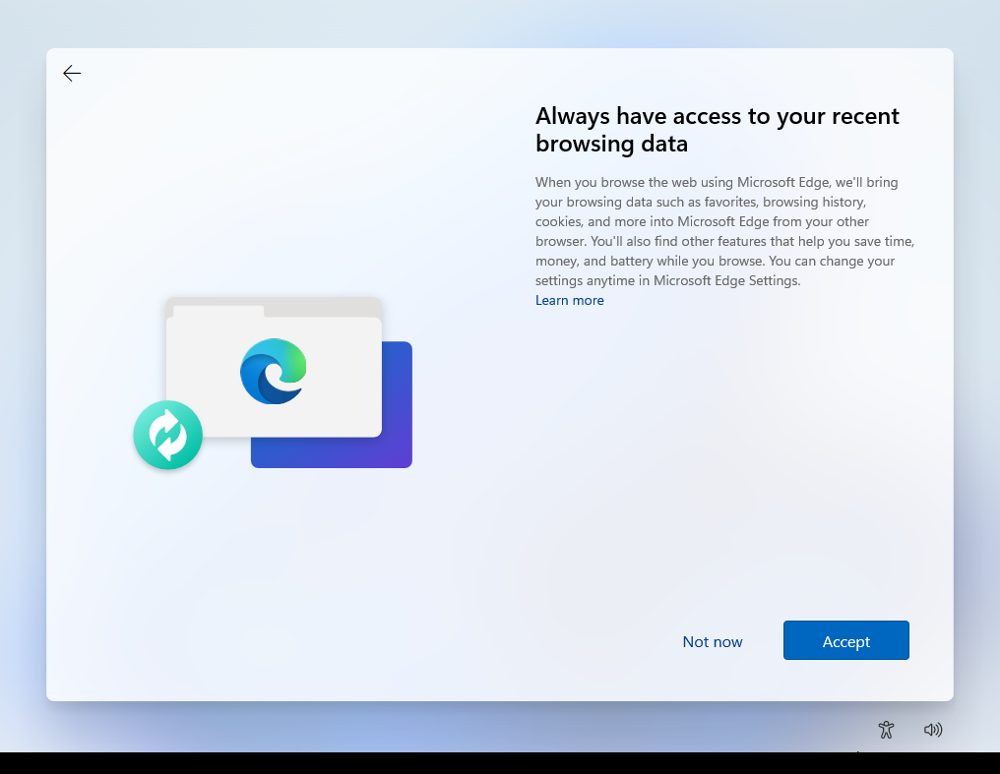 Always have access to your recent
browsing data
When you browse the web using Microsoft Edge, we'll bring
your browsing data such as favorites, browsing history,
cookies, and more into Microsoft Edge from your other
browser. You'll also find other features that help you save time,
money, and battery while you browse. You can change your
settings anytime in Microsoft Edge Settings.
Learn more
Not now
Accept